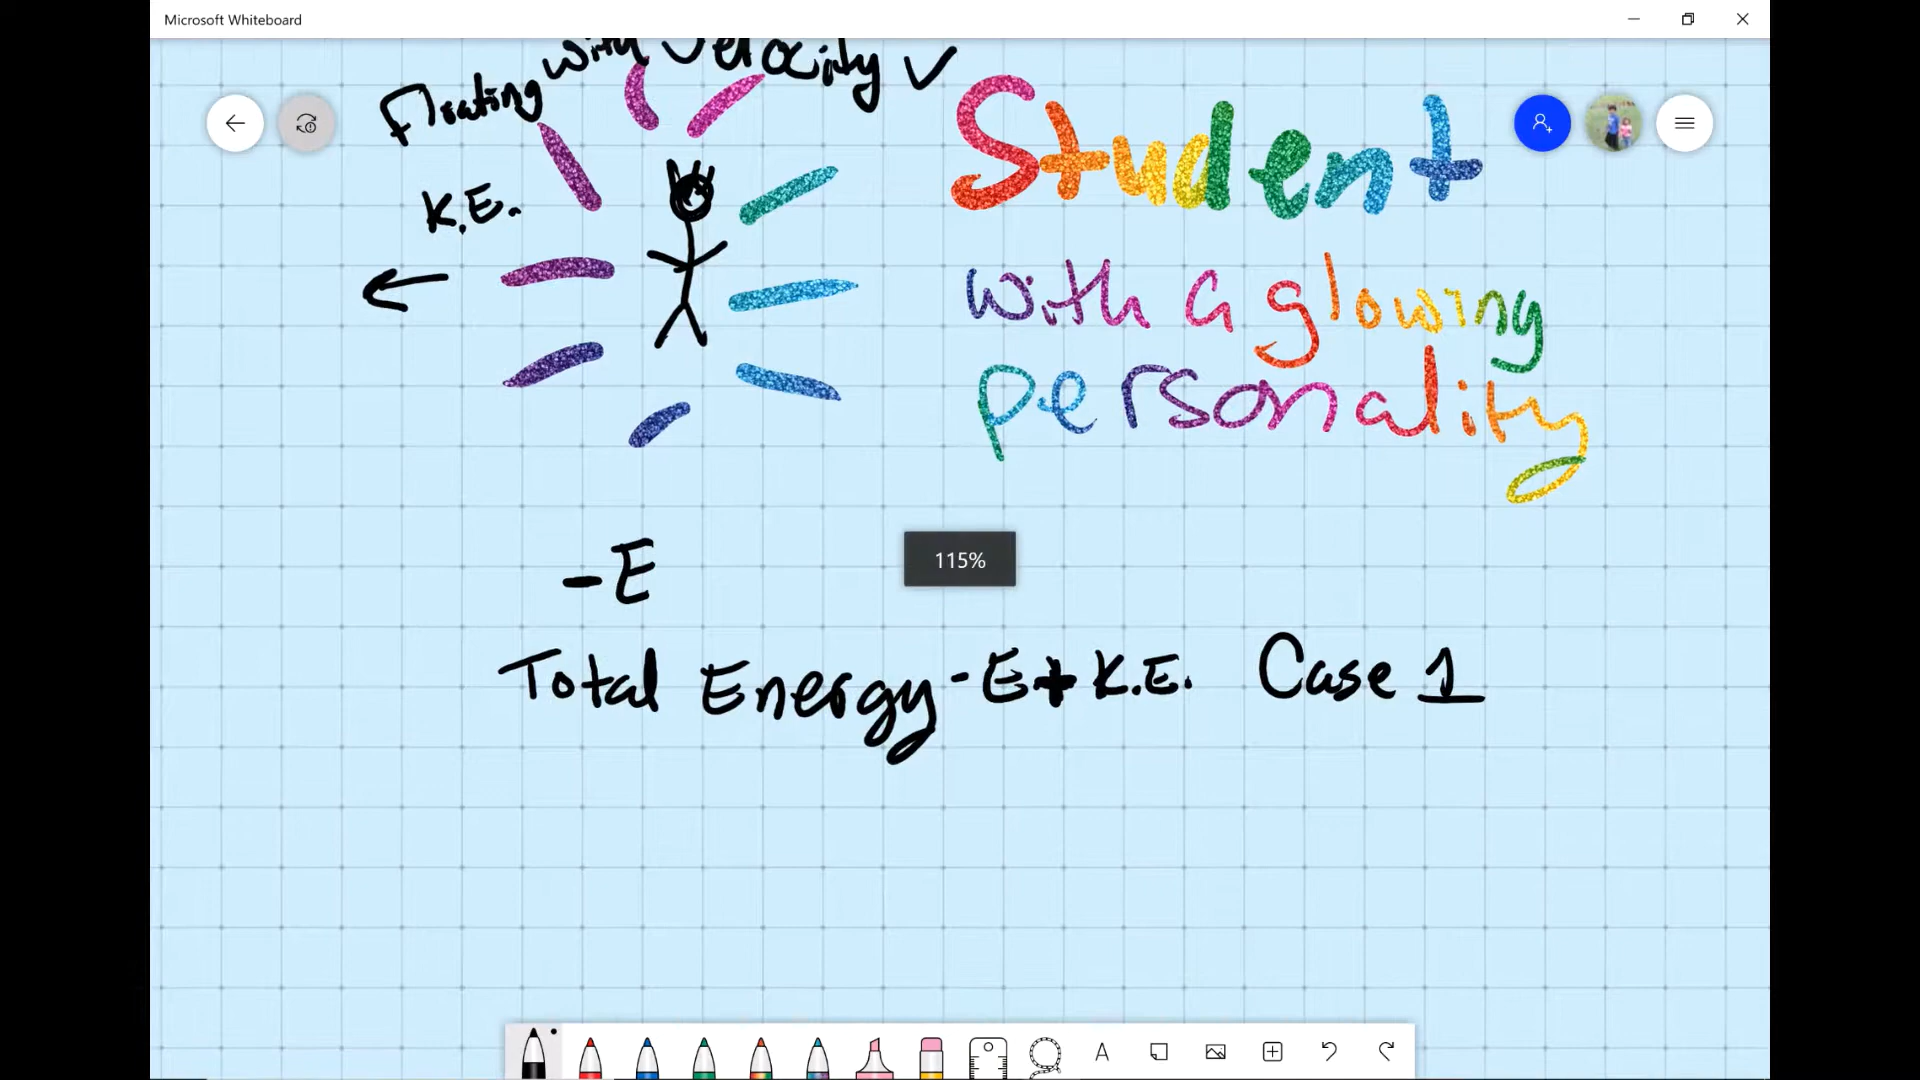 Microsoft Whiteboard
Floating with Velocity v
K.E.
Student
with a glowing
personality
-E
115%
Total Energy -E + K.E. Case 1
A